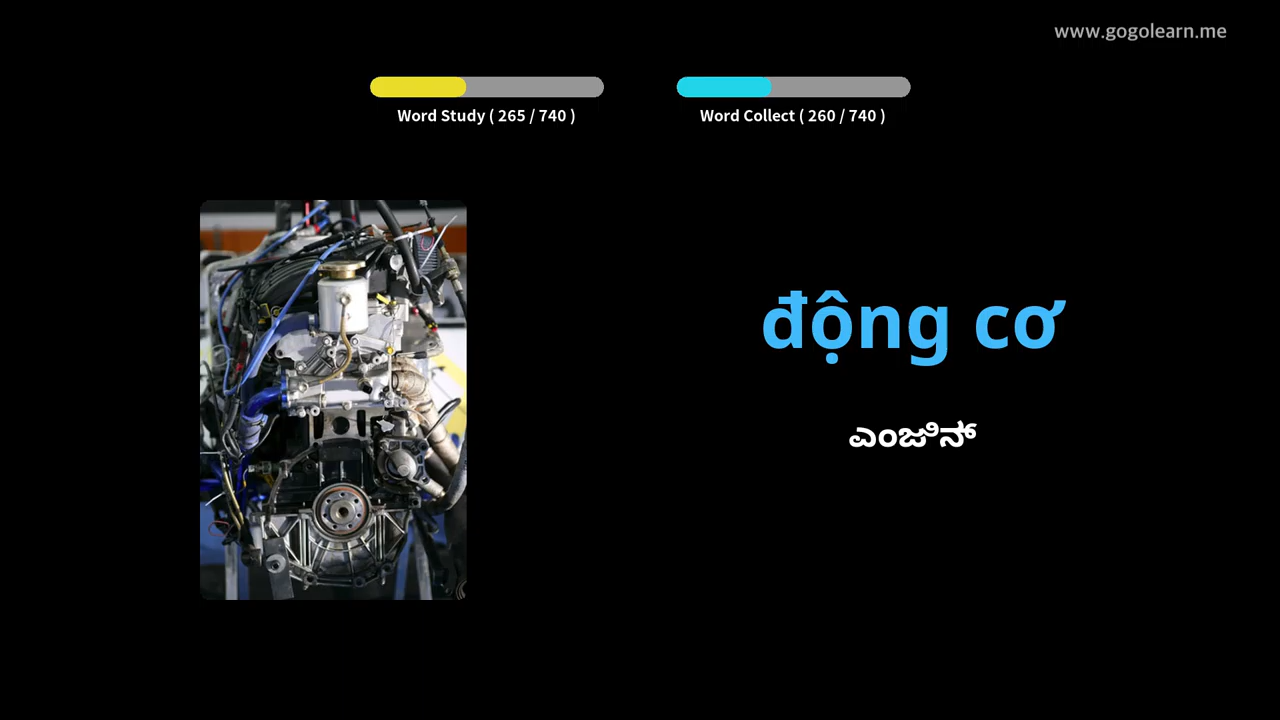 www.gogolearn.me
Word Study ( 265 / 740 )
Word Collect ( 260 / 740 )
động cơ
ಎಂಜಿನ್